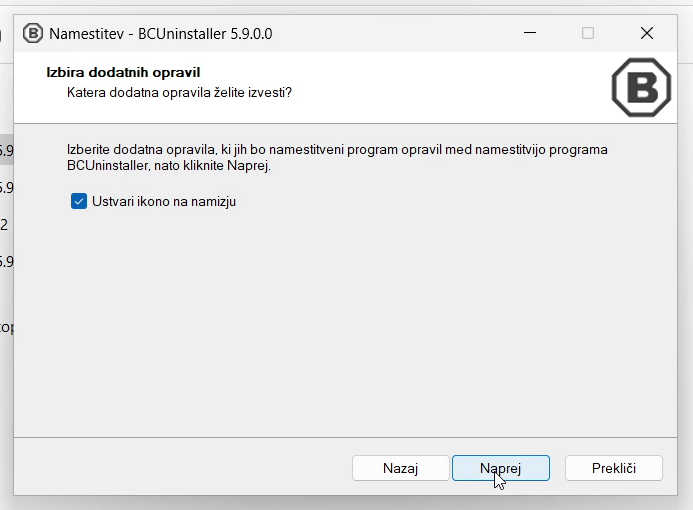 Namestitev - BCUninstaller 5.9.0.0
Izbira dodatnih opravil
Katera dodatna opravila želite izvesti?
B
Izberite dodatna opravila, ki jih bo namestitveni program opravil med namestitvijo programa
BCUninstaller, nato kliknite Naprej.
Ustvari ikono na namizju
Nazaj
Naprej
Prekliči